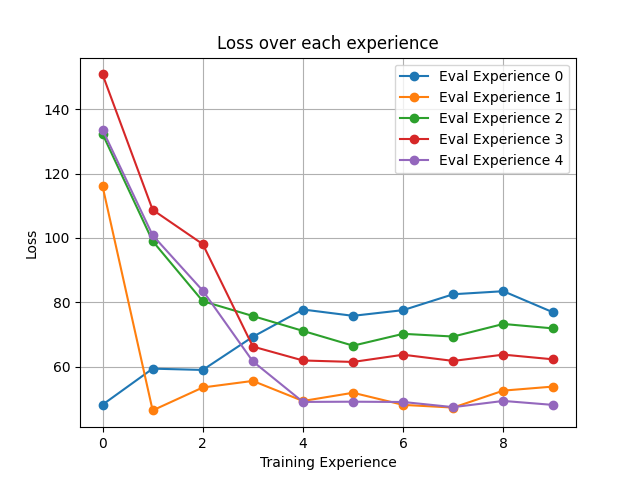 Loss over each experience
Eval Experience 0
Eval Experience 1
Eval Experience 2
Eval Experience 3
Eval Experience 4
Loss
140
120
100
80
60
0 2 4 6 8
Training Experience